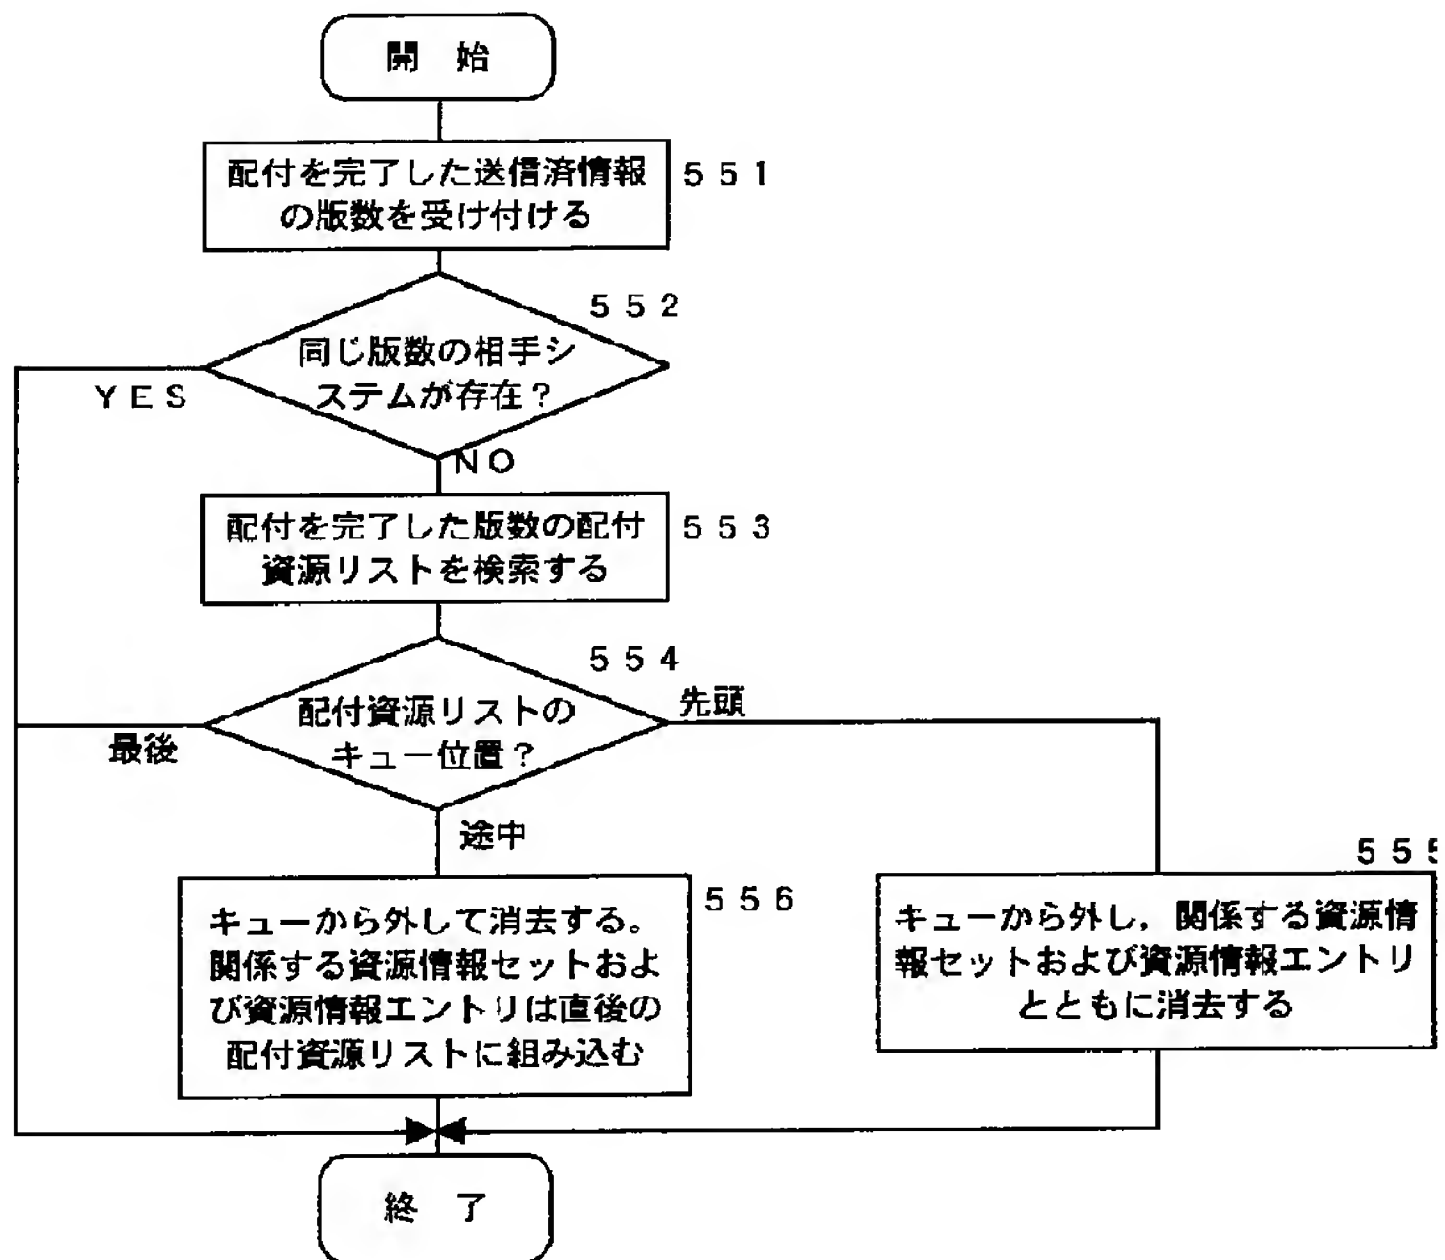 開 始
配付を完了した送信済情報
の版数を受け付ける
551
552
同じ版数の相手シ
ステムが存在？
YES
NO
配付を完了した版数の配付
資源リストを検索する
553
554
配付資源リストの
キュー位置？
先頭
最後
途中
キューから外して消去する。
関係する資源情報セットおよ
び資源情報エントリは直後の
配付資源リストに組み込む
556
555
キューから外し，関係する資源情
報セットおよび資源情報エントリ
とともに消去する
終 了